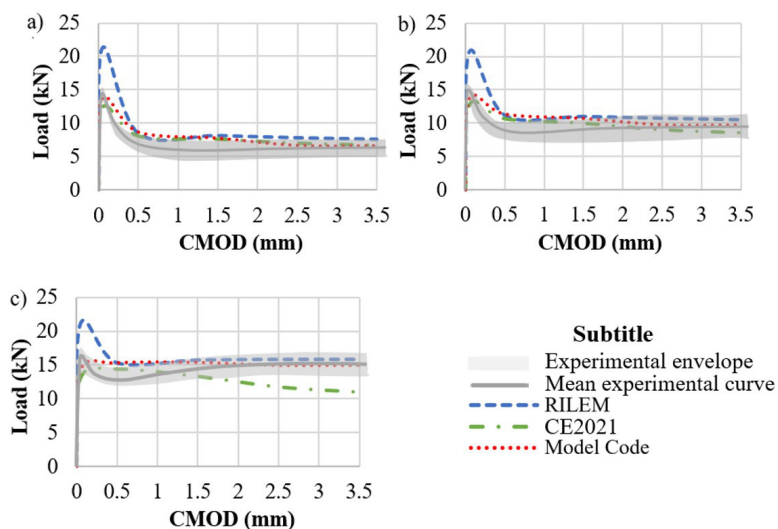 a)
25
20
15
10
5
0
Load (kN)
0 0.5 1 1.5 2 2.5 3 3.5
CMOD (mm)
b)
25
20
15
10
5
0
Load (kN)
0 0.5 1 1.5 2 2.5 3 3.5
CMOD (mm)
c)
25
20
15
10
5
0
Load (kN)
0 0.5 1 1.5 2 2.5 3 3.5
CMOD (mm)
Subtitle
Experimental envelope
Mean experimental curve
RILEM
CE2021
Model Code